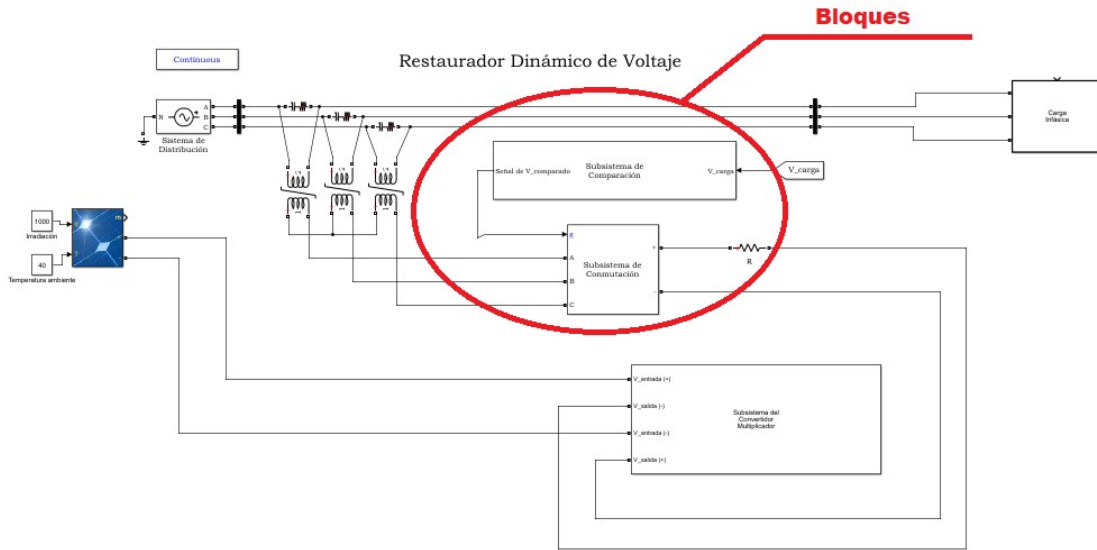 Bloques
Continuous
Restaurador Dinámico de Voltaje
N
A
B
C
Sistema de
Distribución
Carga
trifásica
Señal de V_comparado
Subsistema de
Comparación
V_carga
V_carga
1000
Irradiación
40
Temperatura ambiente
m
+
-
g
A
B
C
Subsistema de
Conmutación
+
-
R
V_entrada (+)
V_salida (-)
V_entrada (-)
V_salida (+)
Subsistema del
Convertidor
Multiplicador